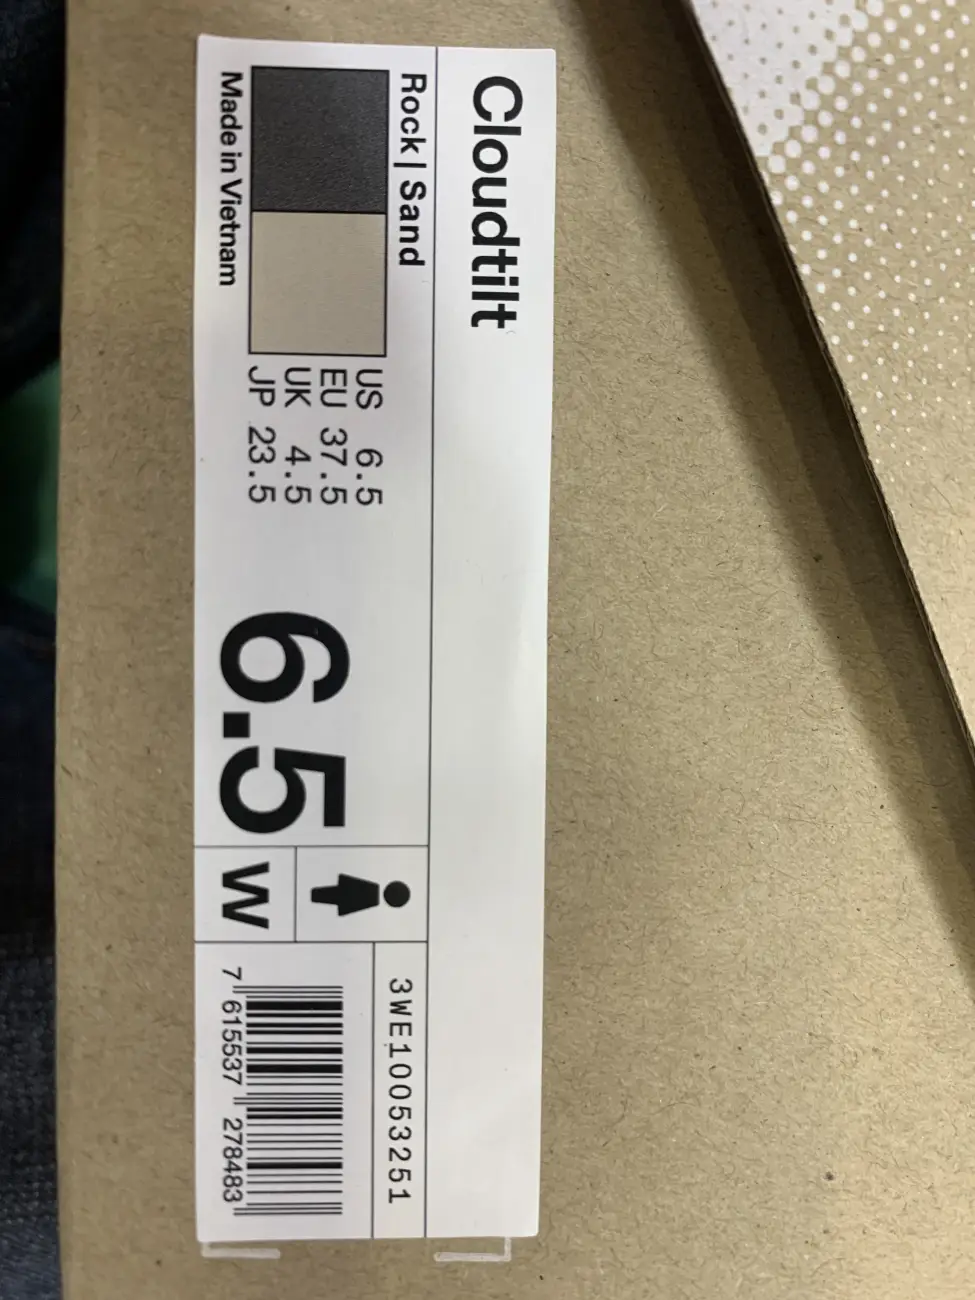 Cloudtilt
Rock | Sand
Made in Vietnam
US 6.5
EU 37.5
UK 4.5
JP 23.5
6.5
W
3WE10053251
7 615537 278483